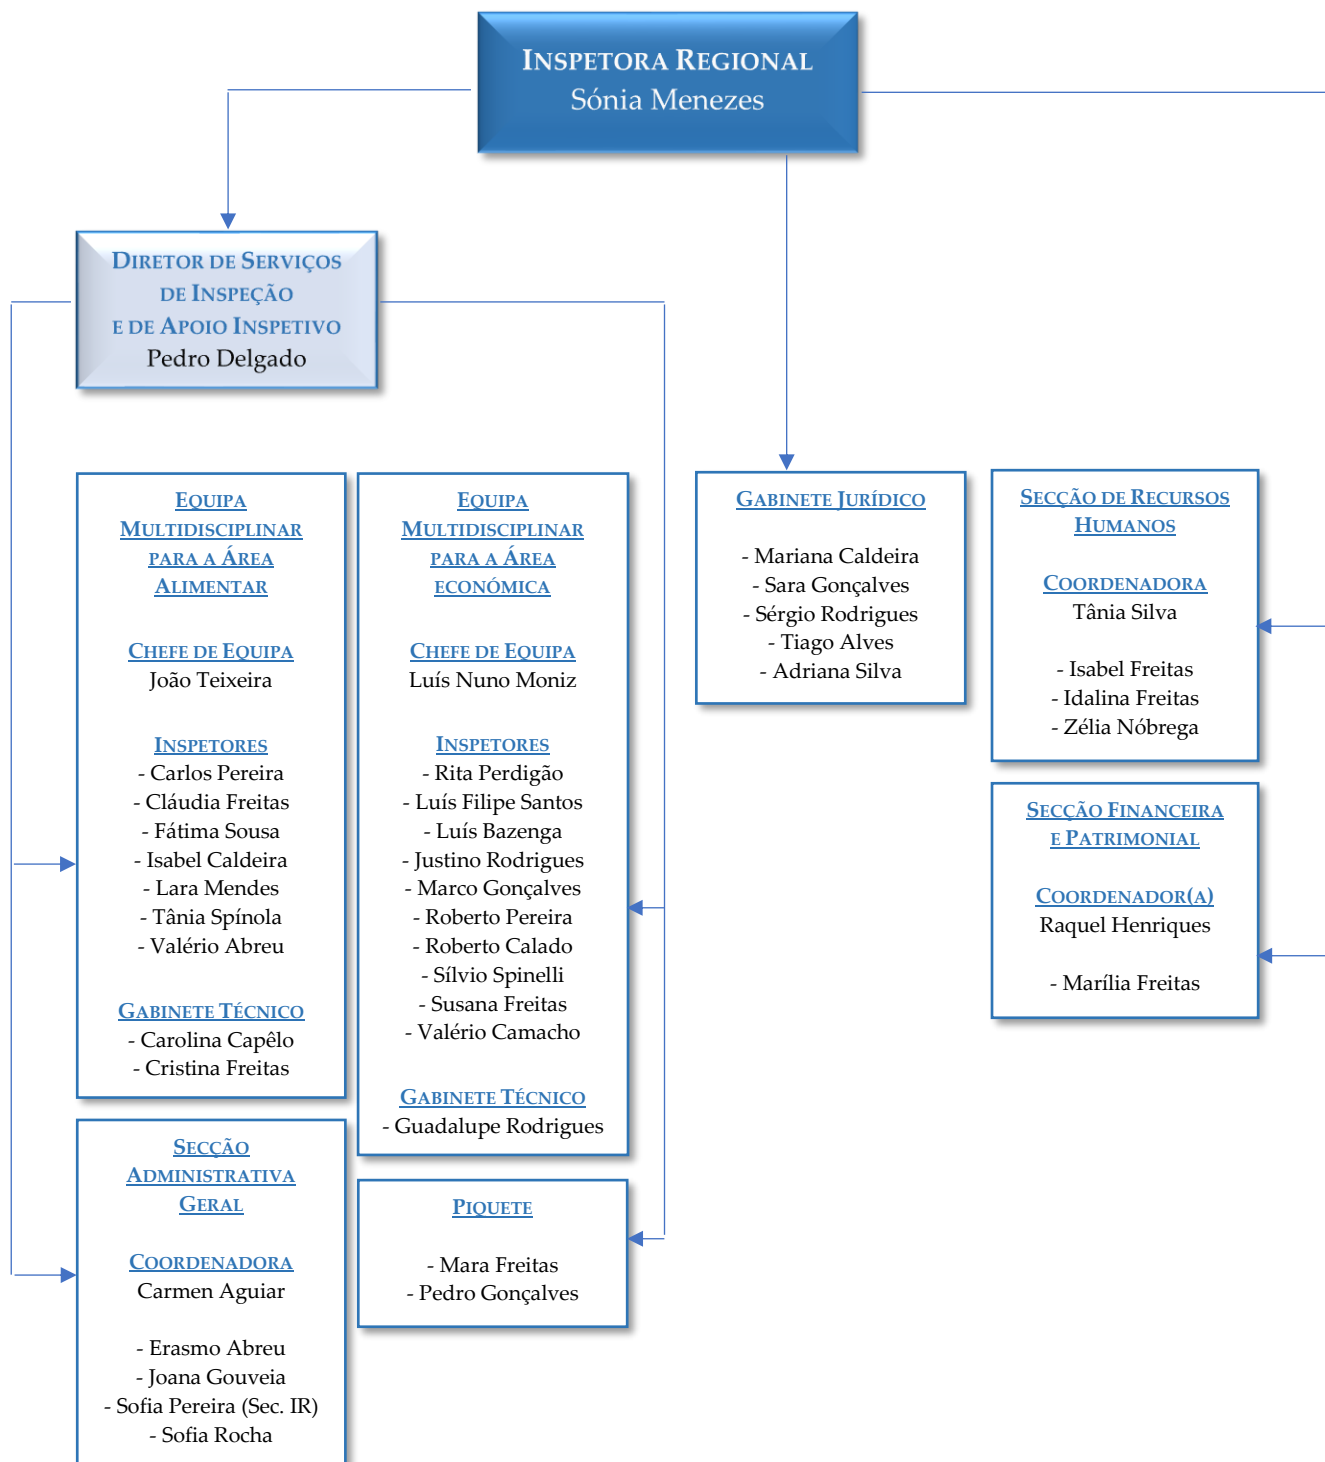 INSPETORA REGIONAL
Sónia Menezes
DIRETOR DE SERVIÇOS
DE INSPEÇÃO
E DE APOIO INSPETIVO
Pedro Delgado
EQUIPA
MULTIDISCIPLINAR
PARA A ÁREA
ALIMENTAR
CHEFE DE EQUIPA
João Teixeira
INSPETORES
- Carlos Pereira
- Cláudia Freitas
- Fátima Sousa
- Isabel Caldeira
- Lara Mendes
- Tânia Spínola
- Valério Abreu
GABINETE TÉCNICO
- Carolina Capêlo
- Cristina Freitas
EQUIPA
MULTIDISCIPLINAR
PARA A ÁREA
ECONÓMICA
CHEFE DE EQUIPA
Luís Nuno Moniz
INSPETORES
- Rita Perdigão
- Luís Filipe Santos
- Luís Bazenga
- Justino Rodrigues
- Marco Gonçalves
- Roberto Pereira
- Roberto Calado
- Sílvio Spinelli
- Susana Freitas
- Valério Camacho
GABINETE TÉCNICO
- Guadalupe Rodrigues
GABINETE JURÍDICO
- Mariana Caldeira
- Sara Gonçalves
- Sérgio Rodrigues
- Tiago Alves
- Adriana Silva
SECÇÃO DE RECURSOS
HUMANOS
COORDENADORA
Tânia Silva
- Isabel Freitas
- Idalina Freitas
- Zélia Nóbrega
SECÇÃO FINANCEIRA
E PATRIMONIAL
COORDENADOR(A)
Raquel Henriques
- Marília Freitas
SECÇÃO
ADMINISTRATIVA
GERAL
COORDENADORA
Carmen Aguiar
- Erasmo Abreu
- Joana Gouveia
- Sofia Pereira (Sec. IR)
- Sofia Rocha
PIQUETE
- Mara Freitas
- Pedro Gonçalves